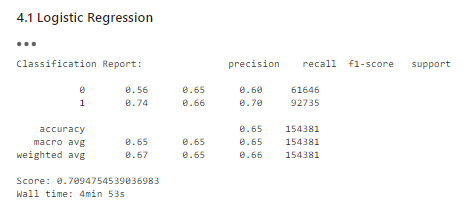 4.1 Logistic Regression
•••
Classification Report: precision recall f1-score support
0 0.56 0.65 0.60 61646
1 0.74 0.66 0.70 92735
accuracy 0.65 154381
macro avg 0.65 0.65 0.65 154381
weighted avg 0.67 0.65 0.66 154381
Score: 0.7094754539036983
Wall time: 4min 53s